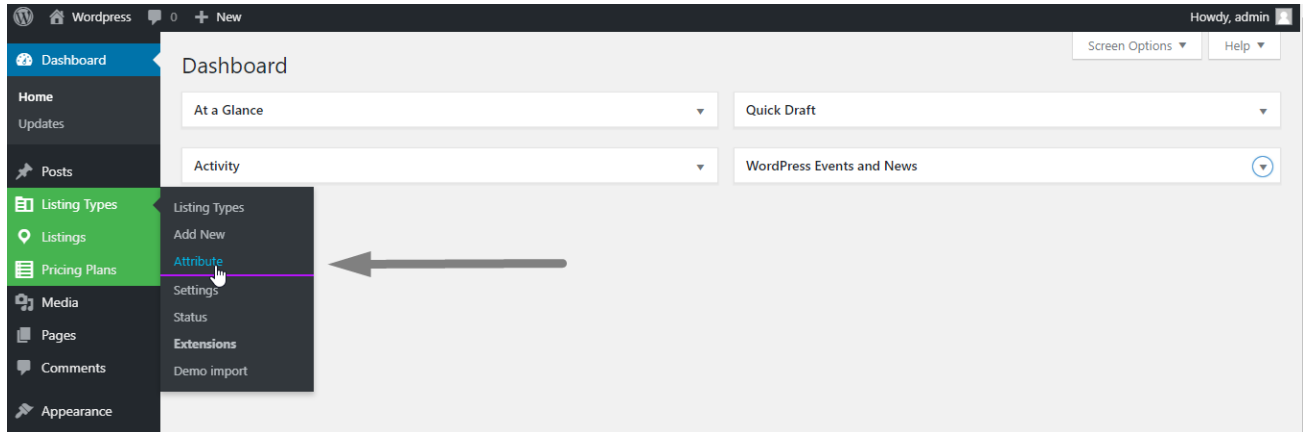 Wordpress 0 + New Howdy, admin
Screen Options ▼ Help ▼
Dashboard
Home
Updates
Posts
Listing Types
Listings
Pricing Plans
Media
Pages
Comments
Appearance
Listing Types
Add New
Attribute
Settings
Status
Extensions
Demo import
Dashboard
At a Glance
Quick Draft
Activity
WordPress Events and News